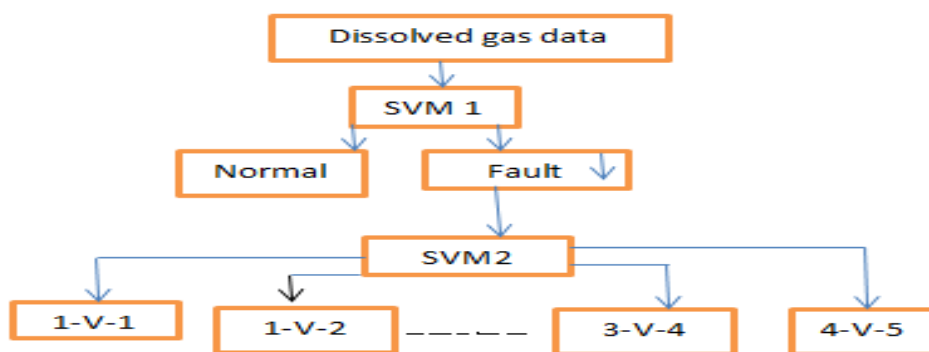 Dissolved gas data
SVM 1
Normal
Fault
SVM2
1-V-1
1-V-2
3-V-4
4-V-5